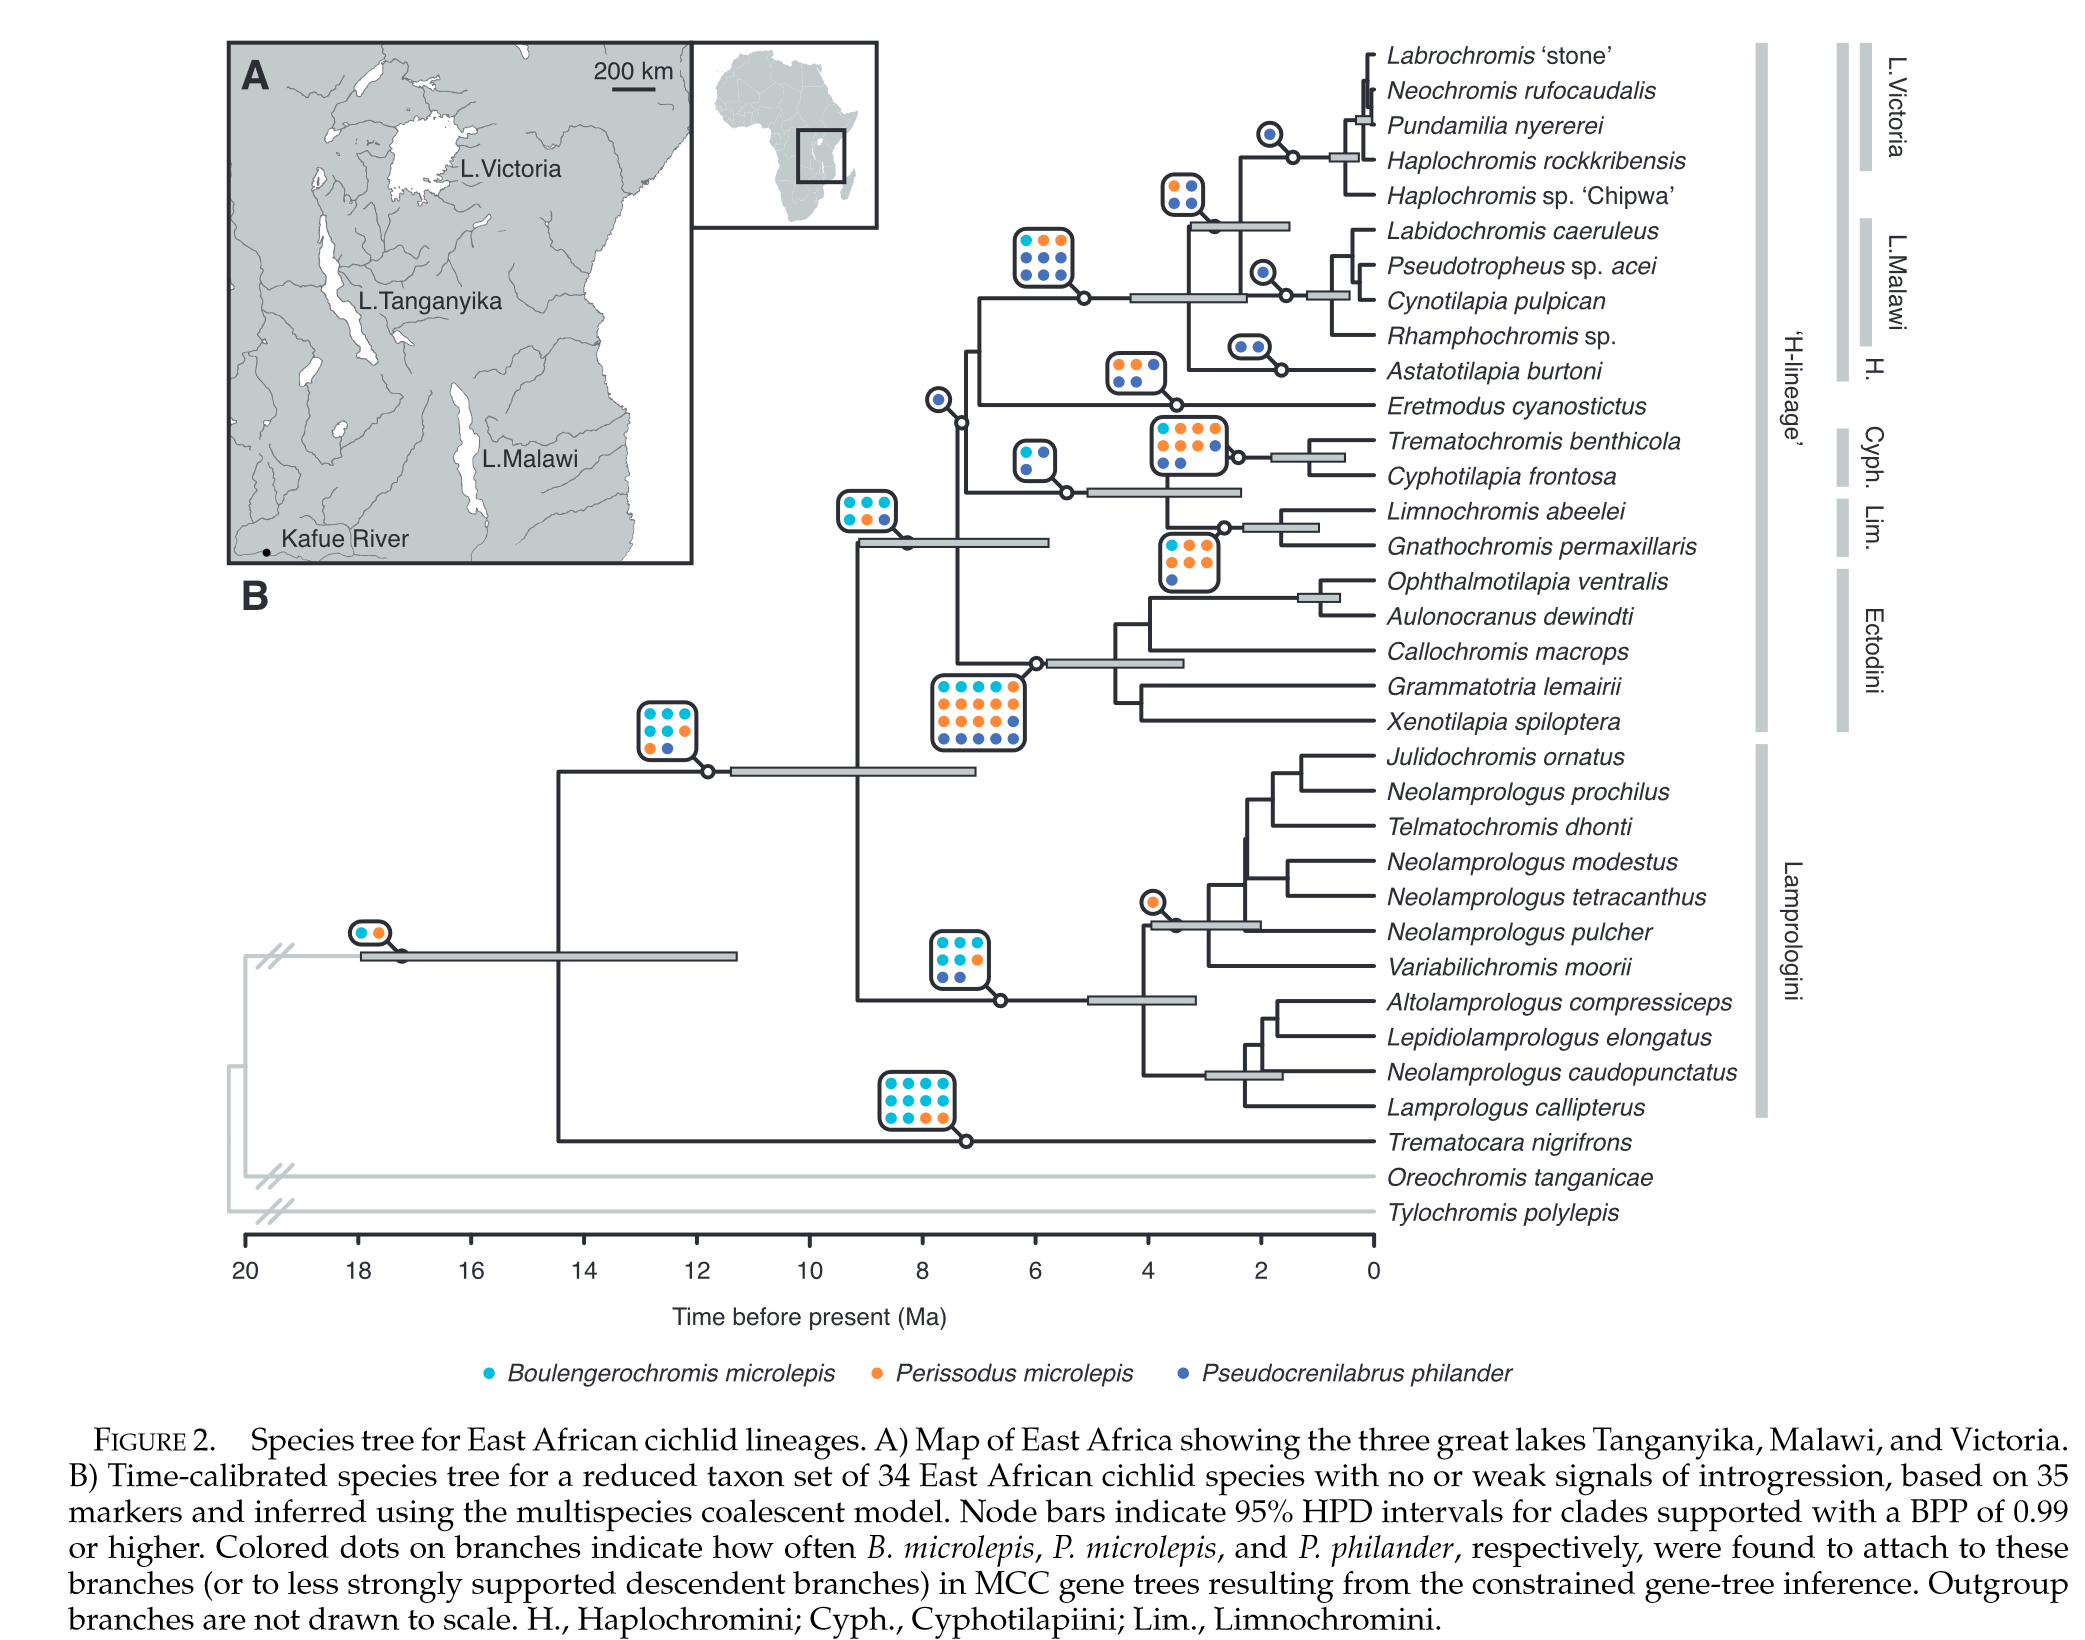 A
200 km
L.Victoria
L.Tanganyika
L.Malawi
Kafue River
B
Labrochromis ‘stone’
Neochromis rufocaudalis
Pundamilia nyererei
Haplochromis rockkribensis
Haplochromis sp. ‘Chipwa’
Labidochromis caeruleus
Pseudotropheus sp. acei
Cynotilapia pulpican
Rhamphochromis sp.
Astatotilapia burtoni
Eretmodus cyanostictus
Trematochromis benthicola
Cyphotilapia frontosa
Limnochromis abeelei
Gnathochromis permaxillaris
Ophthalmotilapia ventralis
Aulonocranus dewindti
Callochromis macrops
Grammatotria lemairii
Xenotilapia spiloptera
Julidochromis ornatus
Neolamprologus prochilus
Telmatochromis dhonti
Neolamprologus modestus
Neolamprologus tetracanthus
Neolamprologus pulcher
Variabilichromis moorii
Altolamprologus compressiceps
Lepidiolamprologus elongatus
Neolamprologus caudopunctatus
Lamprologus callipterus
Trematocara nigrifrons
Oreochromis tanganicae
Tylochromis polylepis
‘H-lineage’
Lamprologini
L.Victoria
L.Malawi
H.
Cyph.
Lim.
Ectodini
20 18 16 14 12 10 8 6 4 2 0
Time before present (Ma)
Boulengerochromis microlepis Perissodus microlepis Pseudocrenilabrus philander
FIGURE 2. Species tree for East African cichlid lineages. A) Map of East Africa showing the three great lakes Tanganyika, Malawi, and Victoria.
B) Time-calibrated species tree for a reduced taxon set of 34 East African cichlid species with no or weak signals of introgression, based on 35
markers and inferred using the multispecies coalescent model. Node bars indicate 95% HPD intervals for clades supported with a BPP of 0.99
or higher. Colored dots on branches indicate how often B. microlepis, P. microlepis, and P. philander, respectively, were found to attach to these
branches (or to less strongly supported descendent branches) in MCC gene trees resulting from the constrained gene-tree inference. Outgroup
branches are not drawn to scale. H., Haplochromini; Cyph., Cyphotilapiini; Lim., Limnochromini.